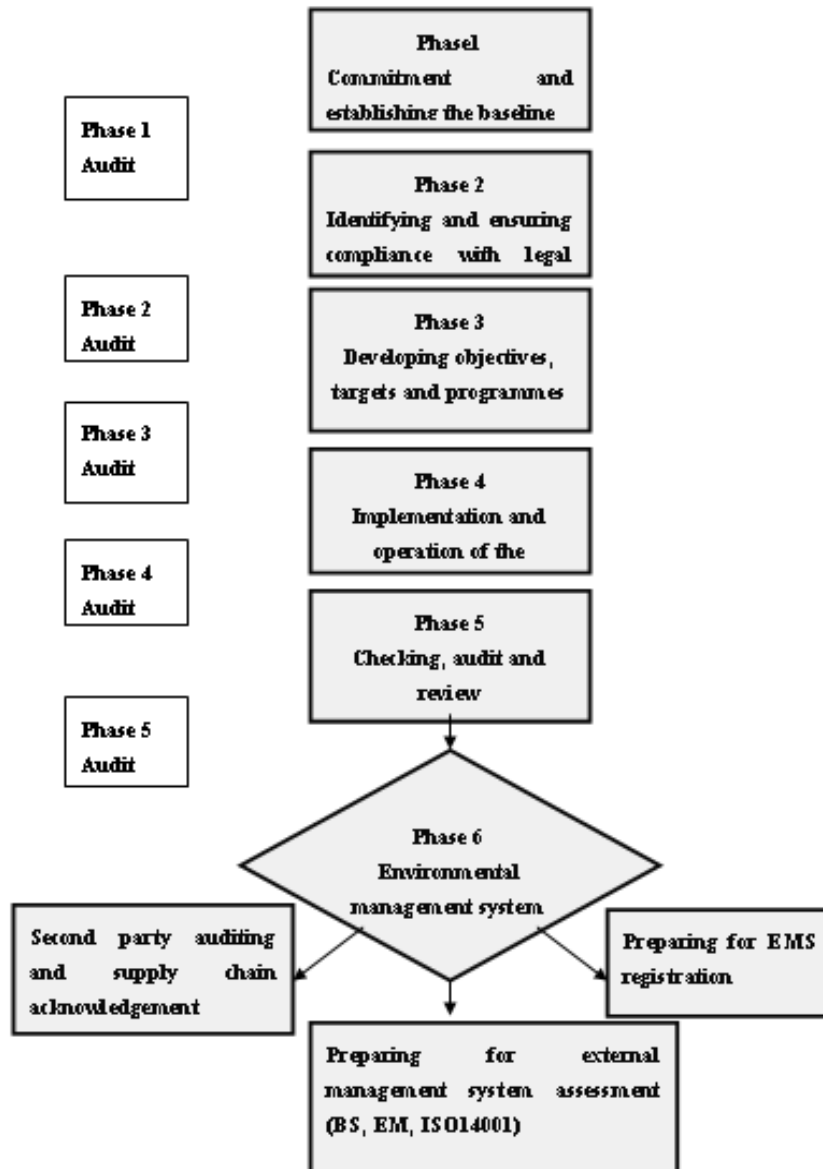 Phase1
Commitment and
establishing the baseline
Phase 1
Audit
Phase 2
Identifying and ensuring
compliance with legal
Phase 2
Audit
Phase 3
Developing objectives,
targets and programmes
Phase 3
Audit
Phase 4
Implementation and
operation of the
Phase 4
Audit
Phase 5
Checking, audit and
review
Phase 5
Audit
Phase 6
Environmental
management system
Second party auditing
and supply chain
acknowledgement
Preparing for EMS
registration
Preparing for external
management system assessment
(BS, EM, ISO14001)